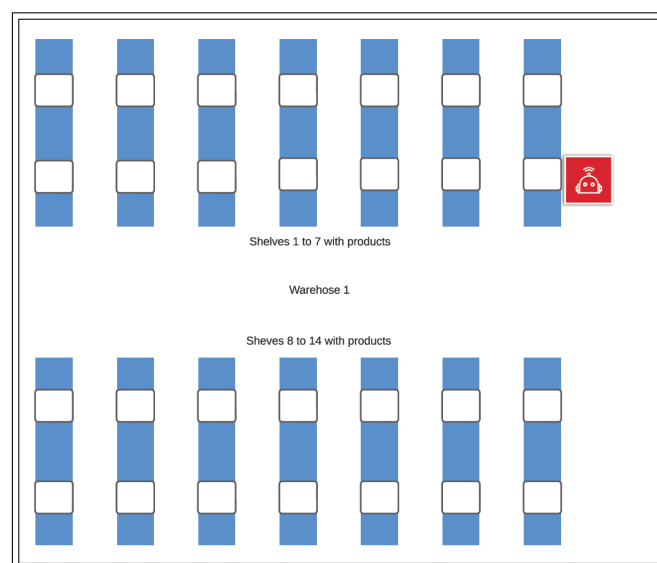 Shelves 1 to 7 with products
Warehose 1
Sheves 8 to 14 with products